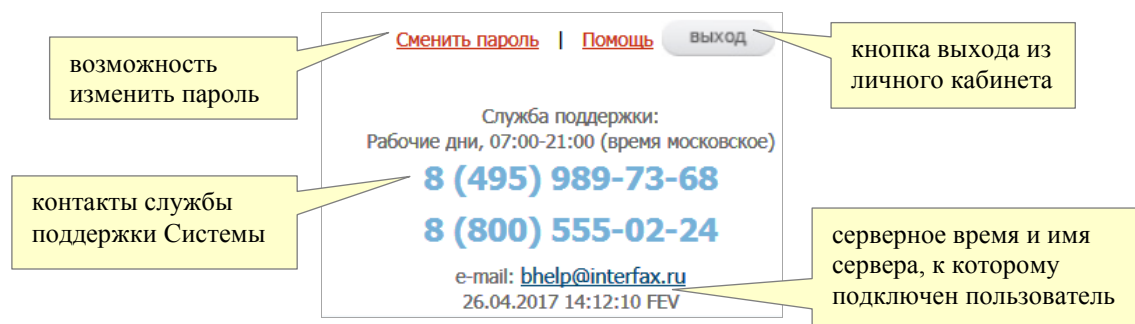 Сменить пароль | Помощь выход
возможность
изменить пароль
кнопка выхода из
личного кабинета
Служба поддержки:
Рабочие дни, 07:00-21:00 (время московское)
8 (495) 989-73-68
8 (800) 555-02-24
контакты службы
поддержки Системы
e-mail: bhelp@interfax.ru
26.04.2017 14:12:10 FEV
серверное время и имя
сервера, к которому
подключен пользователь